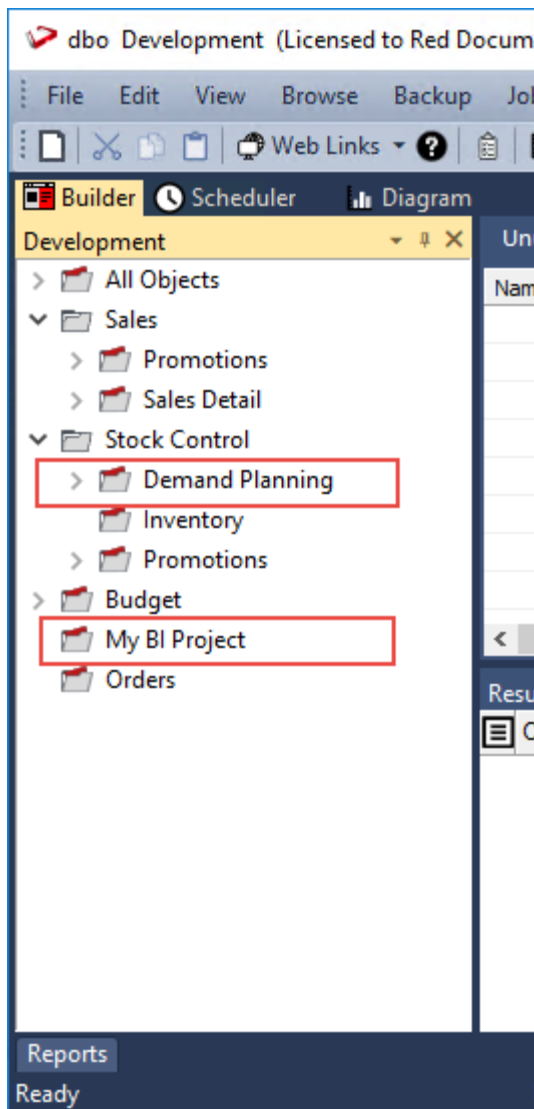 dbo Development (Licensed to Red Docum
File Edit View Browse Backup Jo
Web Links
Builder Scheduler Diagram
Development
Un
Nam
All Objects
Sales
Promotions
Sales Detail
Stock Control
Demand Planning
Inventory
Promotions
Budget
My BI Project
Orders
Resu
Reports
Ready